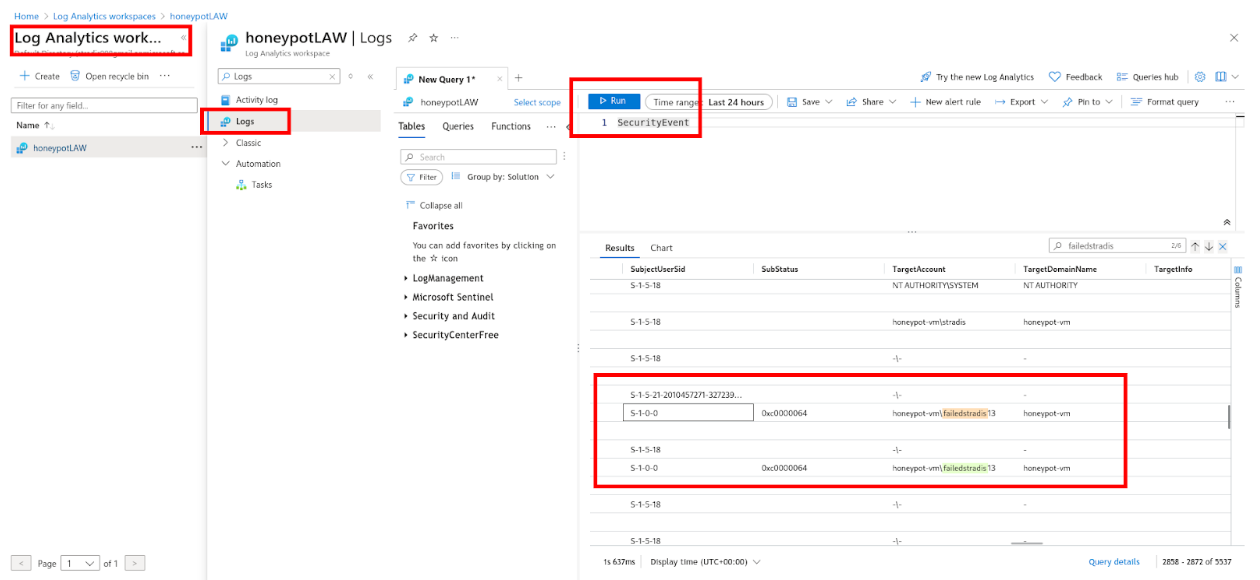 Home > Log Analytics workspaces > honeypotLAW
Log Analytics work... «
+ Create Open recycle bin ...
Filter for any field...
Name ↑↓
honeypotLAW ...
< Page 1 of 1 >
honeypotLAW | Logs ...
Log Analytics workspace
Logs × «
Activity log
Logs
> Classic
Automation
Tasks
New Query 1* × +
honeypotLAW Select scope
Tables Queries Functions ... «
Search
Filter Group by: Solution
Collapse all
Favorites
You can add favorites by clicking on
the ☆ icon
LogManagement
Microsoft Sentinel
Security and Audit
SecurityCenterFree
Try the new Log Analytics Feedback Queries hub
Run Time range: Last 24 hours Save Share + New alert rule Export Pin to Format query ...
1 SecurityEvent
Results Chart failedstradis 2/6
SubjectUserSid SubStatus TargetAccount TargetDomainName TargetInfo
S-1-5-18 NT AUTHORITY\SYSTEM NT AUTHORITY
S-1-5-18 honeypot-vm\stradis honeypot-vm
S-1-5-18 -\- -
S-1-5-21-2010457271-327239... -\- -
S-1-0-0 0xc0000064 honeypot-vm\failedstradis13 honeypot-vm
S-1-5-18 -\- -
S-1-0-0 0xc0000064 honeypot-vm\failedstradis13 honeypot-vm
S-1-5-18 -\- -
S-1-5-18 -\- -
Columns
1s 637ms Display time (UTC+00:00) Query details 2858 - 2872 of 5537